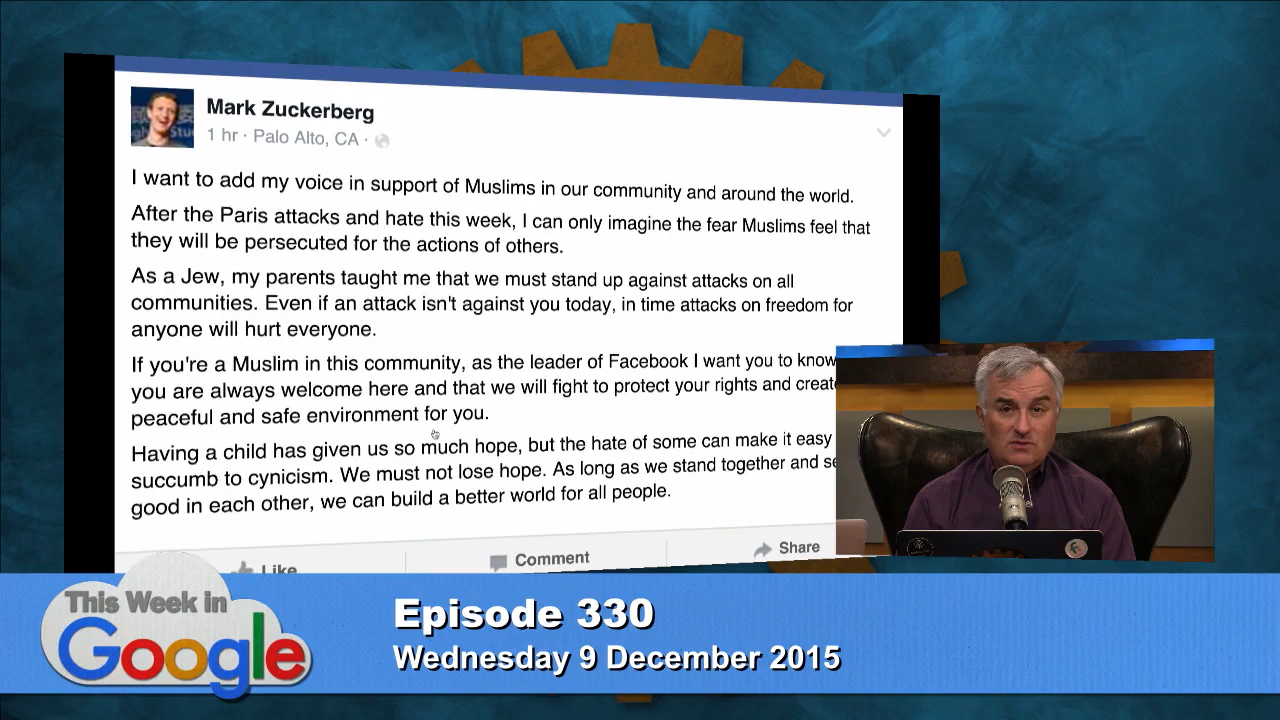 Mark Zuckerberg
1 hr · Palo Alto, CA ·
I want to add my voice in support of Muslims in our community and around the world.
After the Paris attacks and hate this week, I can only imagine the fear Muslims feel that
they will be persecuted for the actions of others.
As a Jew, my parents taught me that we must stand up against attacks on all
communities. Even if an attack isn't against you today, in time attacks on freedom for
anyone will hurt everyone.
If you're a Muslim in this community, as the leader of Facebook I want you to know
you are always welcome here and that we will fight to protect your rights and create
peaceful and safe environment for you.
Having a child has given us so much hope, but the hate of some can make it easy
succumb to cynicism. We must not lose hope. As long as we stand together and
good in each other, we can build a better world for all people.
Like
Comment
Share
This Week in
Google
Episode 330
Wednesday 9 December 2015